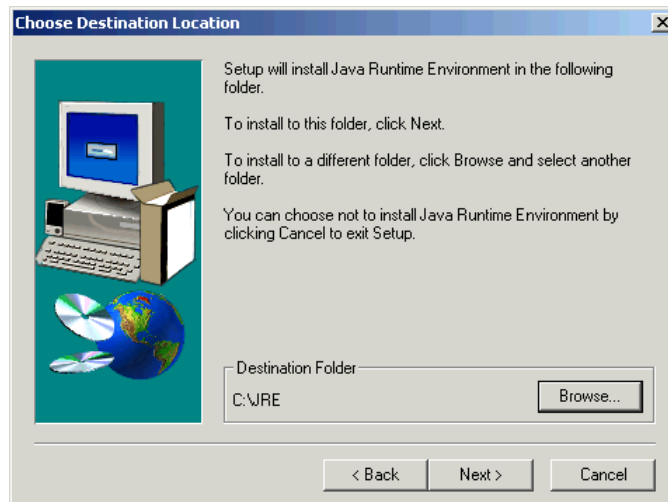 Choose Destination Location
Setup will install Java Runtime Environment in the following
folder.
To install to this folder, click Next.
To install to a different folder, click Browse and select another
folder.
You can choose not to install Java Runtime Environment by
clicking Cancel to exit Setup.
Destination Folder
C:\JRE
Browse...
< Back
Next >
Cancel